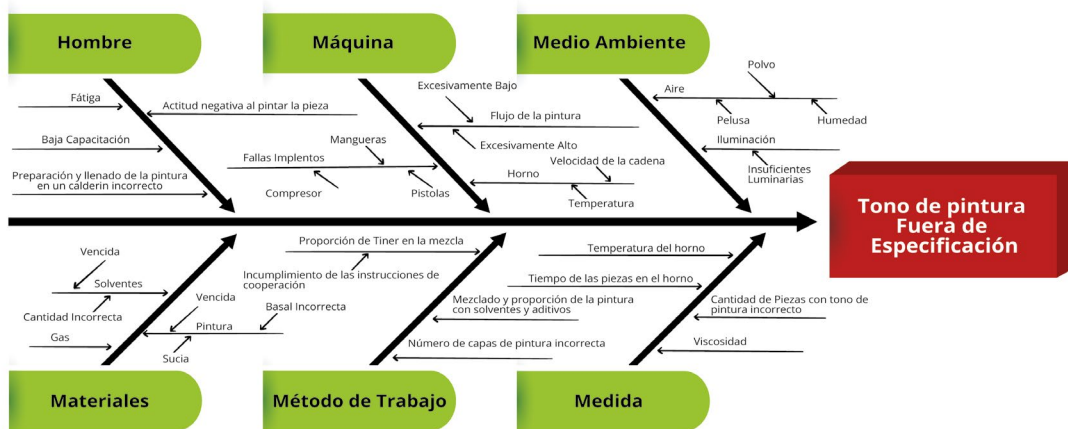 Hombre
Máquina
Medio Ambiente
Fátiga
Actitud negativa al pintar la pieza
Baja Capacitación
Preparación y llenado de la pintura
en un calderin incorrecto
Excesivamente Bajo
Flujo de la pintura
Excesivamente Alto
Mangueras
Fallas Implentos
Compresor
Pistolas
Velocidad de la cadena
Horno
Temperatura
Polvo
Aire
Pelusa
Humedad
Iluminación
Insuficientes
Luminarias
Tono de pintura
Fuera de
Especificación
Vencida
Solventes
Cantidad Incorrecta
Gas
Vencida
Basal Incorrecta
Pintura
Sucia
Proporción de Tiner en la mezcla
Incumplimiento de las instrucciones de
cooperación
Mezclado y proporción de la pintura
con solventes y aditivos
Número de capas de pintura incorrecta
Temperatura del horno
Tiempo de las piezas en el horno
Cantidad de Piezas con tono de
pintura incorrecto
Viscosidad
Materiales
Método de Trabajo
Medida